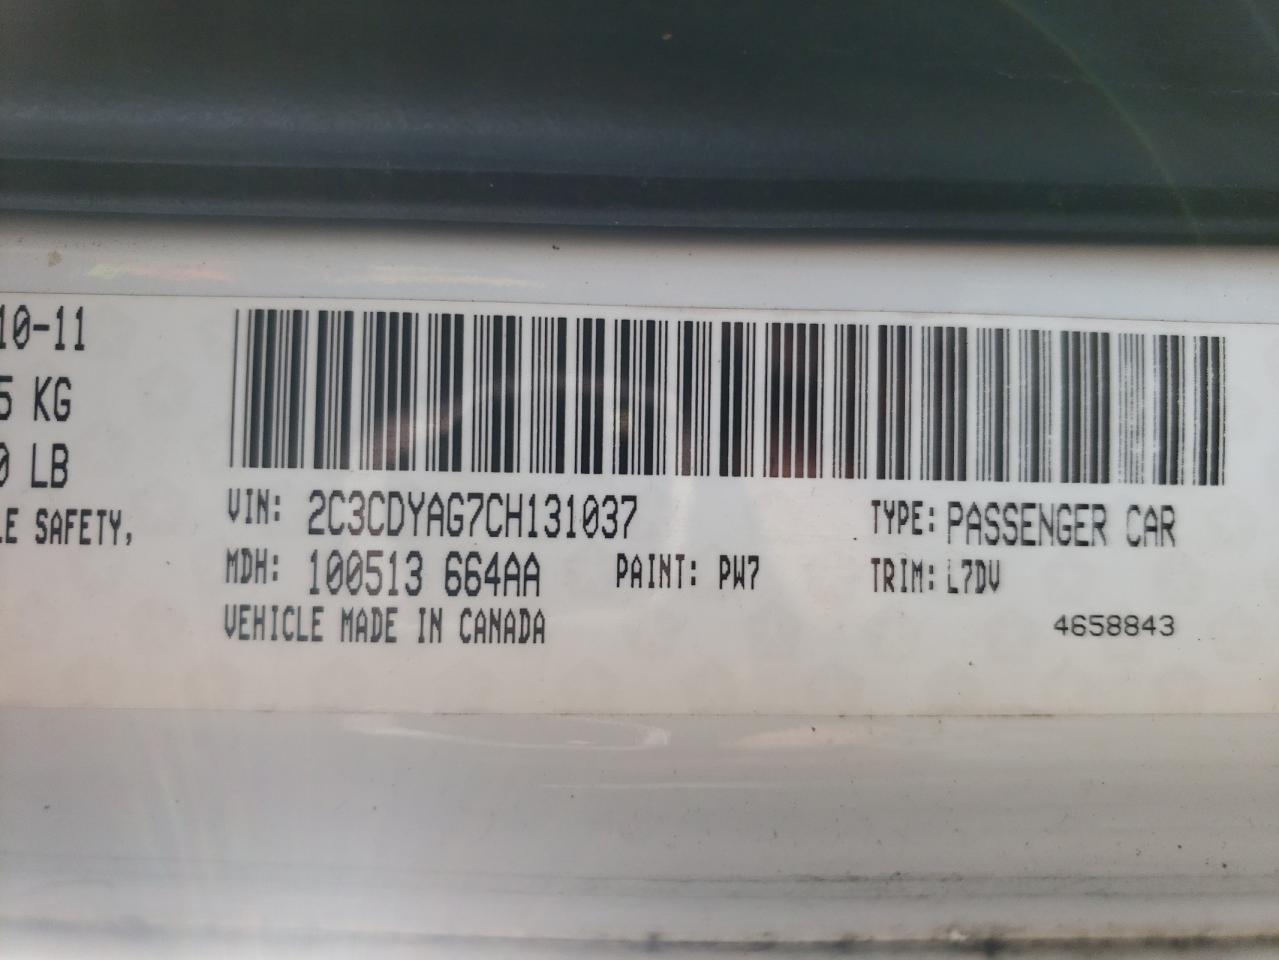 10-11
5 KG
0 LB
LE SAFETY,
VIN: 2C3CDYAG7CH131037 TYPE: PASSENGER CAR
MDH: 100513 664AA PAINT: PW7 TRIM: L7DV
VEHICLE MADE IN CANADA 4658843